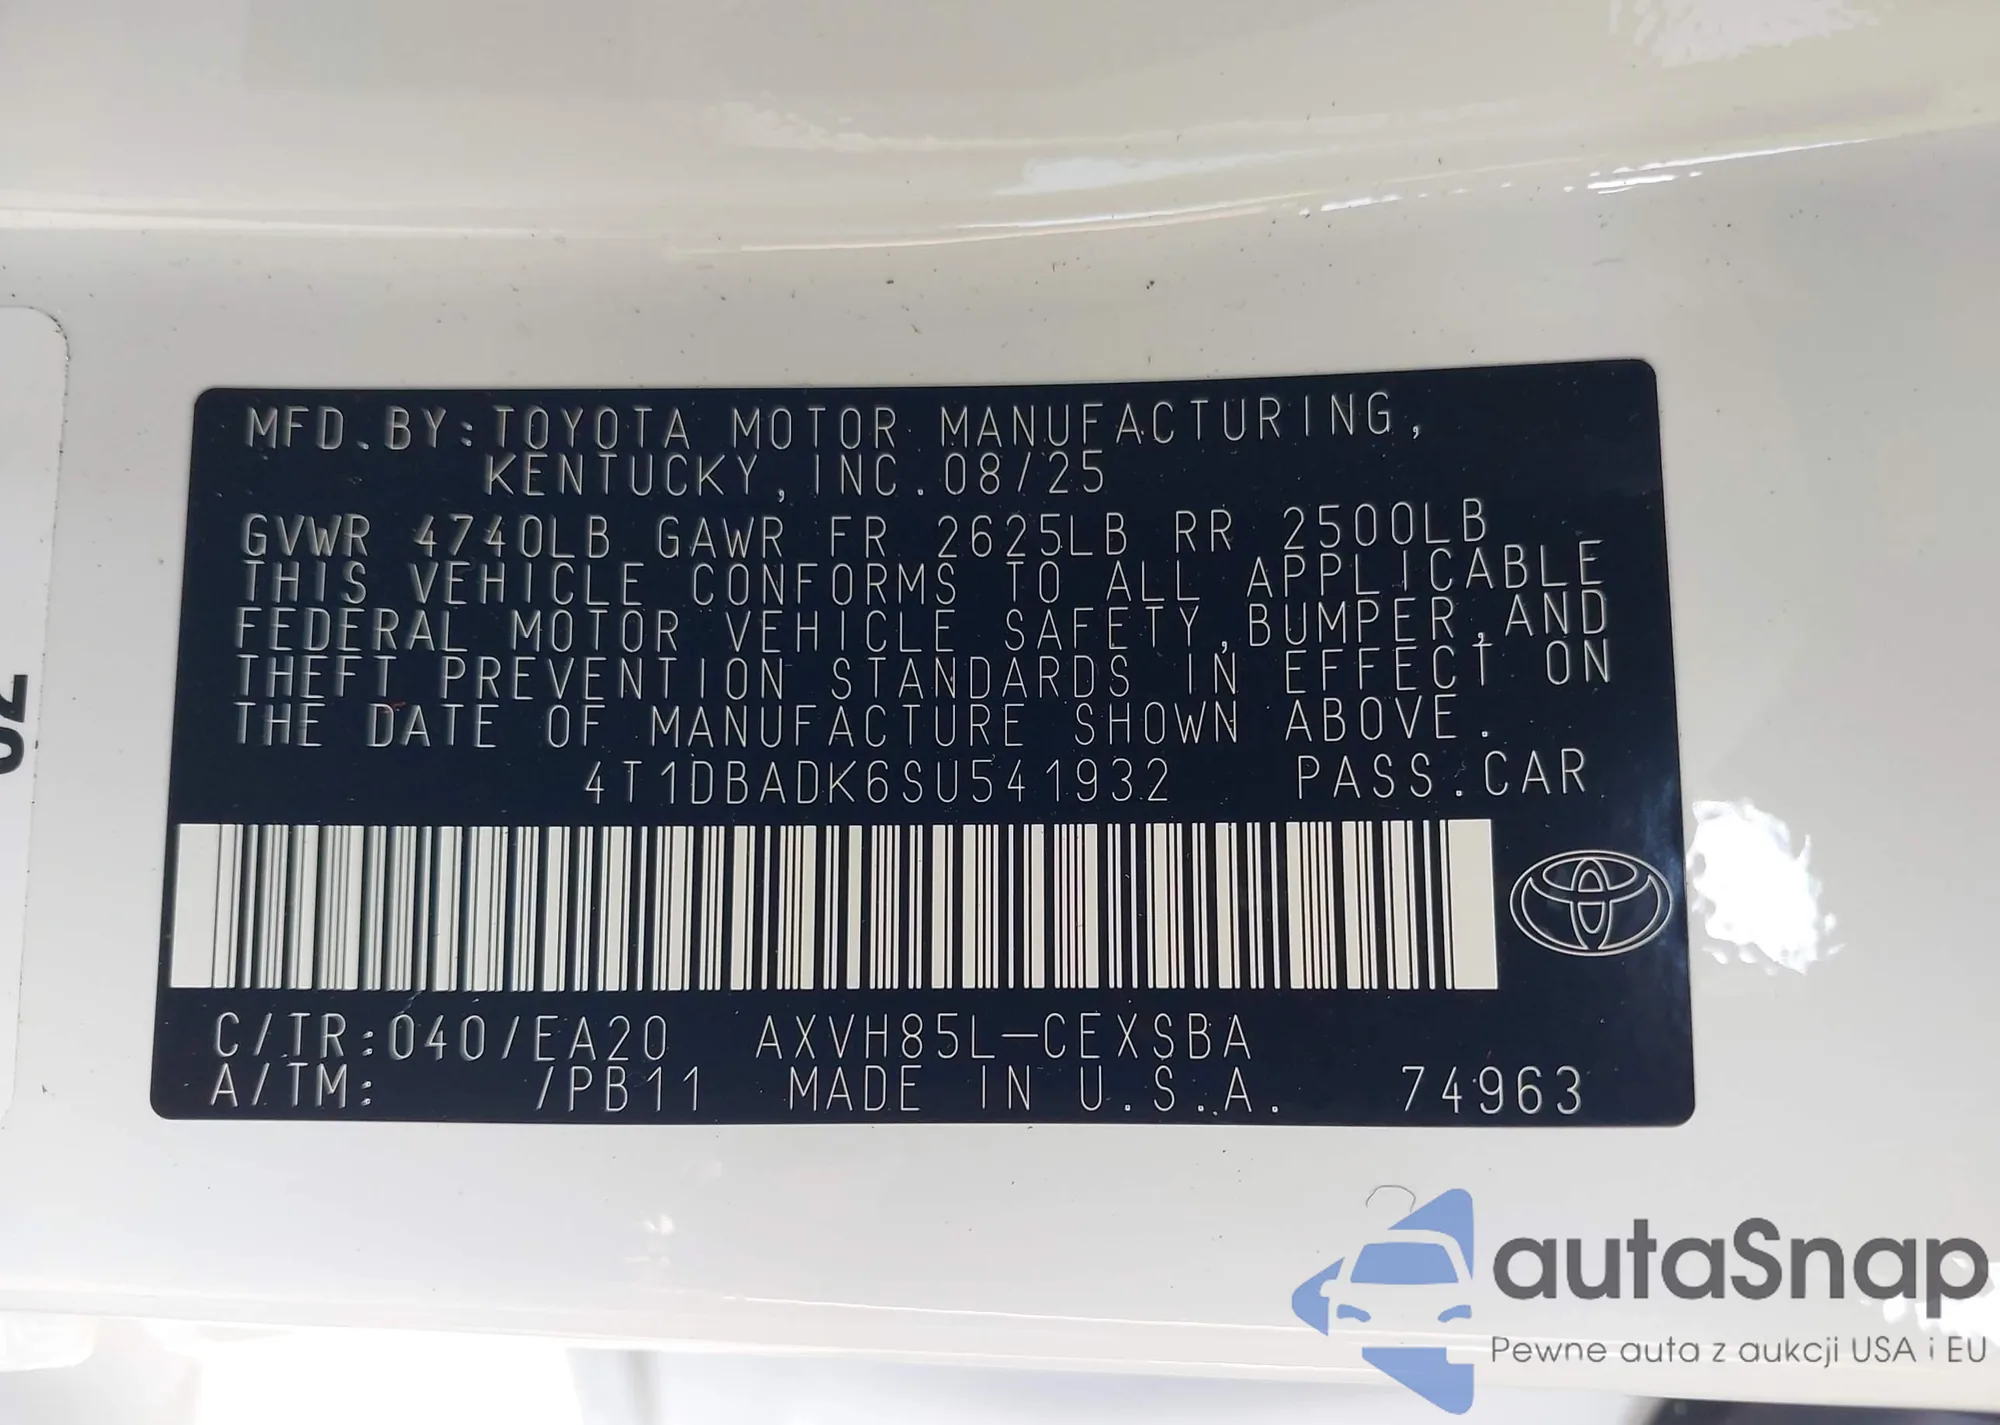 MFD.BY:TOYOTA MOTOR MANUFACTURING,
KENTUCKY,INC.08/25
GVWR 4740LB GAWR FR 2625LB RR 2500LB
THIS VEHICLE CONFORMS TO ALL APPLICABLE
FEDERAL MOTOR VEHICLE SAFETY,BUMPER,AND
THEFT PREVENTION STANDARDS IN EFFECT ON
THE DATE OF MANUFACTURE SHOWN ABOVE.
4T1DBADK6SU541932 PASS.CAR
C/TR:040/EA20 AXVH85L-CEXSBA
A/TM: /PB11 MADE IN U.S.A. 74963
autaSnap
Pewne auta z aukcji USA i EU